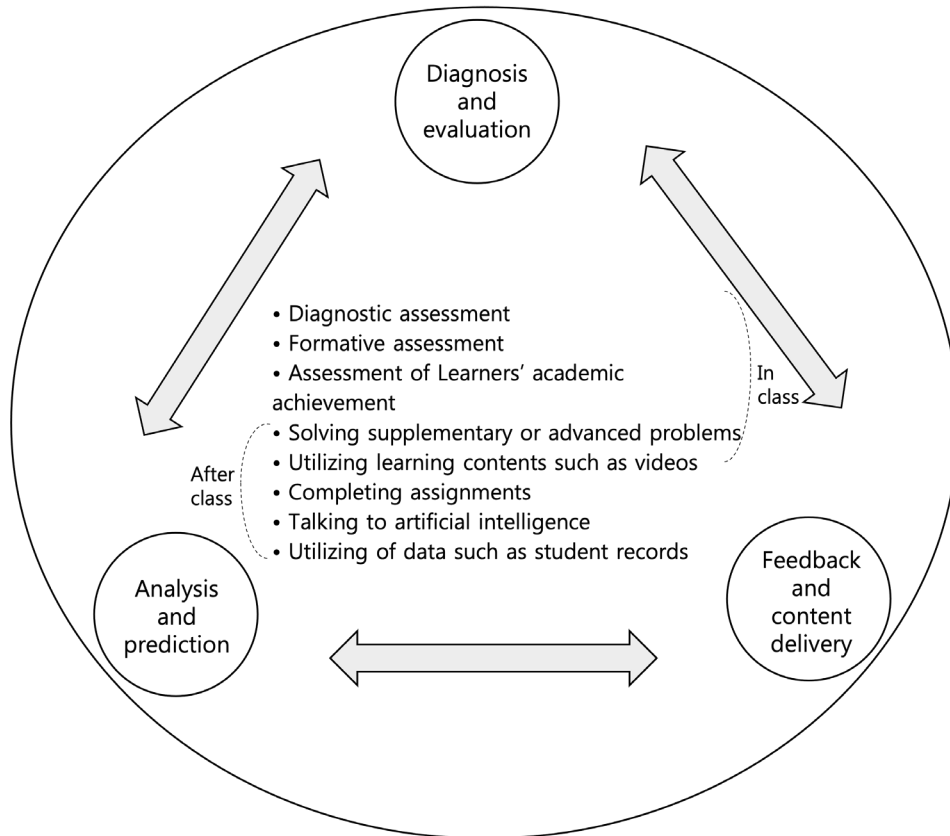 Diagnosis
and
evaluation
• Diagnostic assessment
• Formative assessment
• Assessment of Learners’ academic
achievement
• Solving supplementary or advanced problems
• Utilizing learning contents such as videos
• Completing assignments
• Talking to artificial intelligence
• Utilizing of data such as student records
In
class
After
class
Analysis
and
prediction
Feedback
and
content
delivery